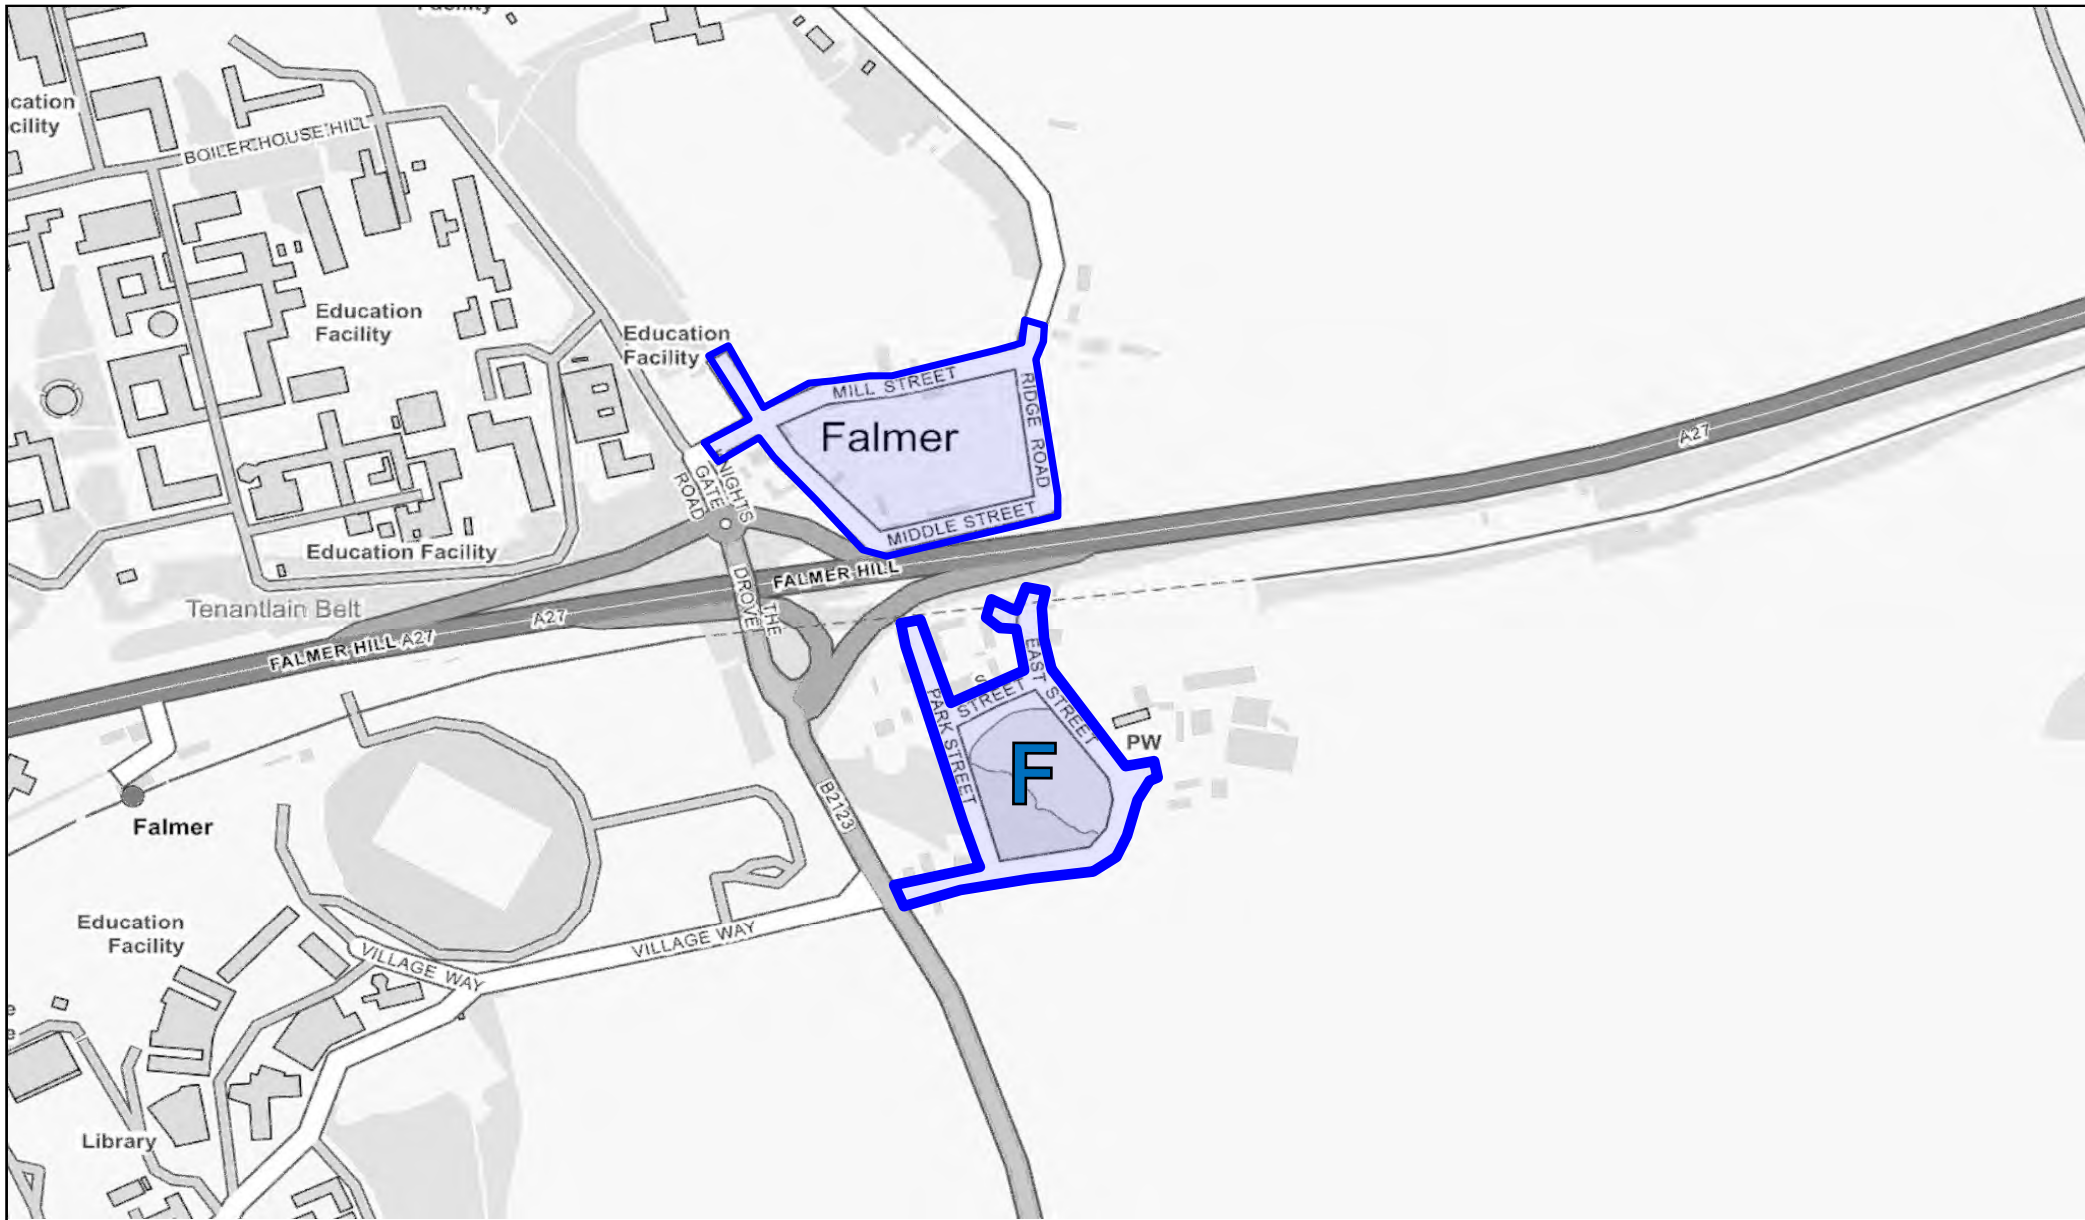 Facility
cation
cility
BOILERHOUSE HILL
Education
Facility
Education
Facility
MILL STREET
RIDGE ROAD
Falmer
MIDDLE STREET
KNIGHTS
GATE
ROAD
A27
Education Facility
FALMER HILL
THE
DROVE
Tenantlain Belt
A27
FALMER HILL A27
EAST STREET
S
STREET
PARK STREET
F
PW
B2123
Falmer
Education
Facility
VILLAGE WAY
VILLAGE WAY
e
e
Library